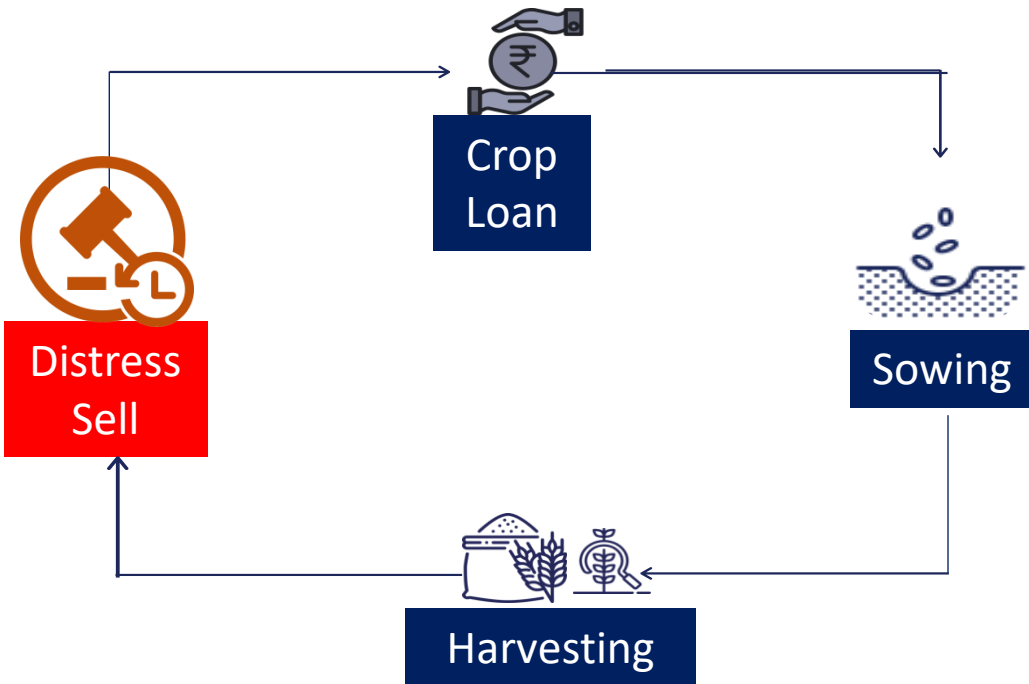 ₹
Crop
Loan
Sowing
Distress
Sell
Harvesting